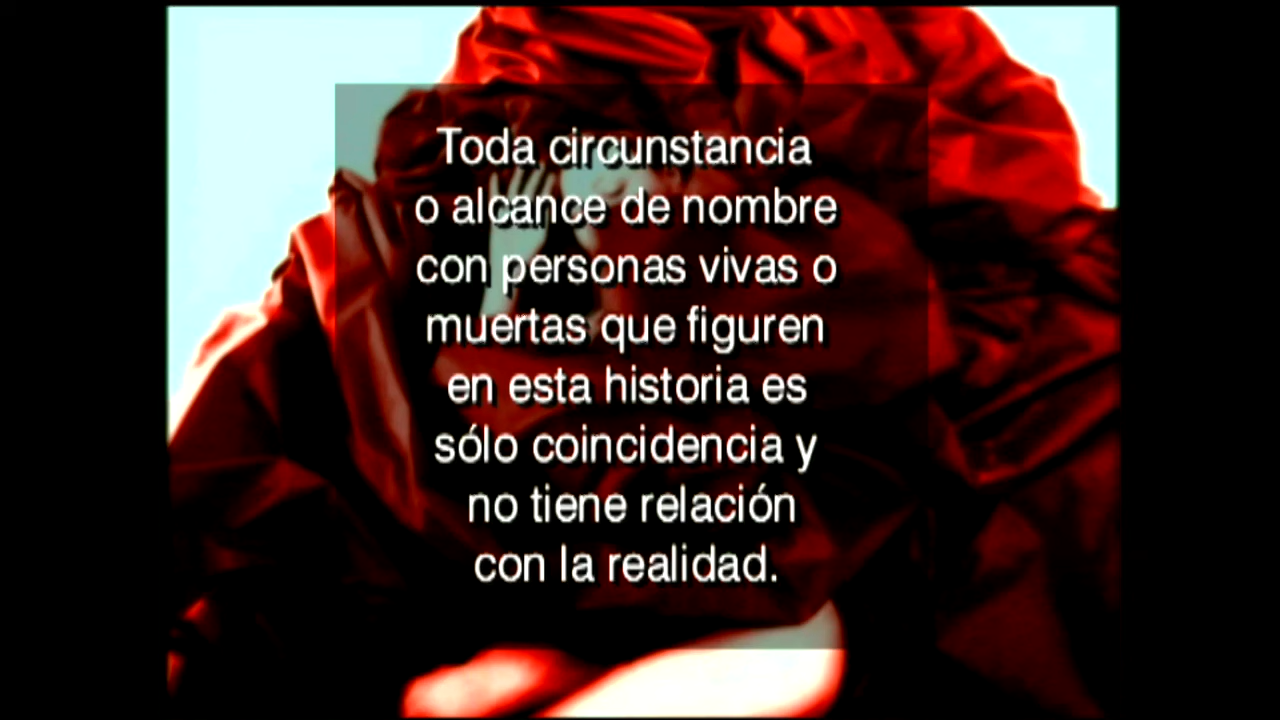 Toda circunstancia
o alcance de nombre
con personas vivas o
muertas que figuren
en esta historia es
sólo coincidencia y
no tiene relación
con la realidad.